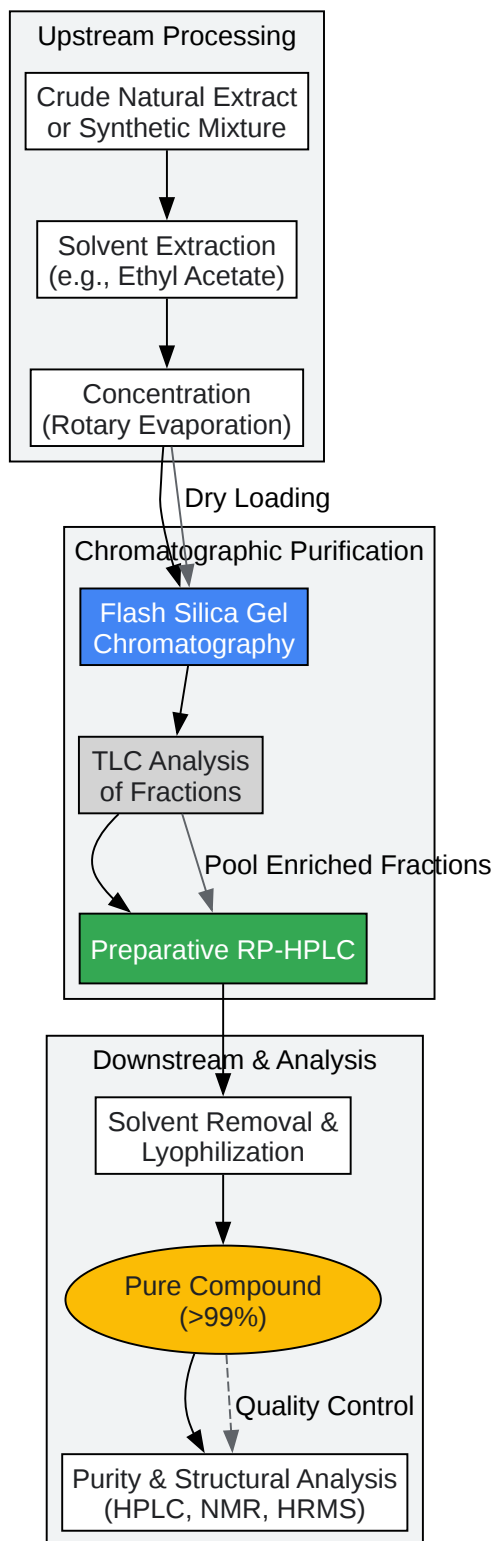 Upstream Processing
Crude Natural Extract
or Synthetic Mixture
Solvent Extraction
(e.g., Ethyl Acetate)
Concentration
(Rotary Evaporation)
Dry Loading
Chromatographic Purification
Flash Silica Gel
Chromatography
TLC Analysis
of Fractions
Pool Enriched Fractions
Preparative RP-HPLC
Downstream & Analysis
Solvent Removal &
Lyophilization
Pure Compound
(>99%)
Quality Control
Purity & Structural Analysis
(HPLC, NMR, HRMS)